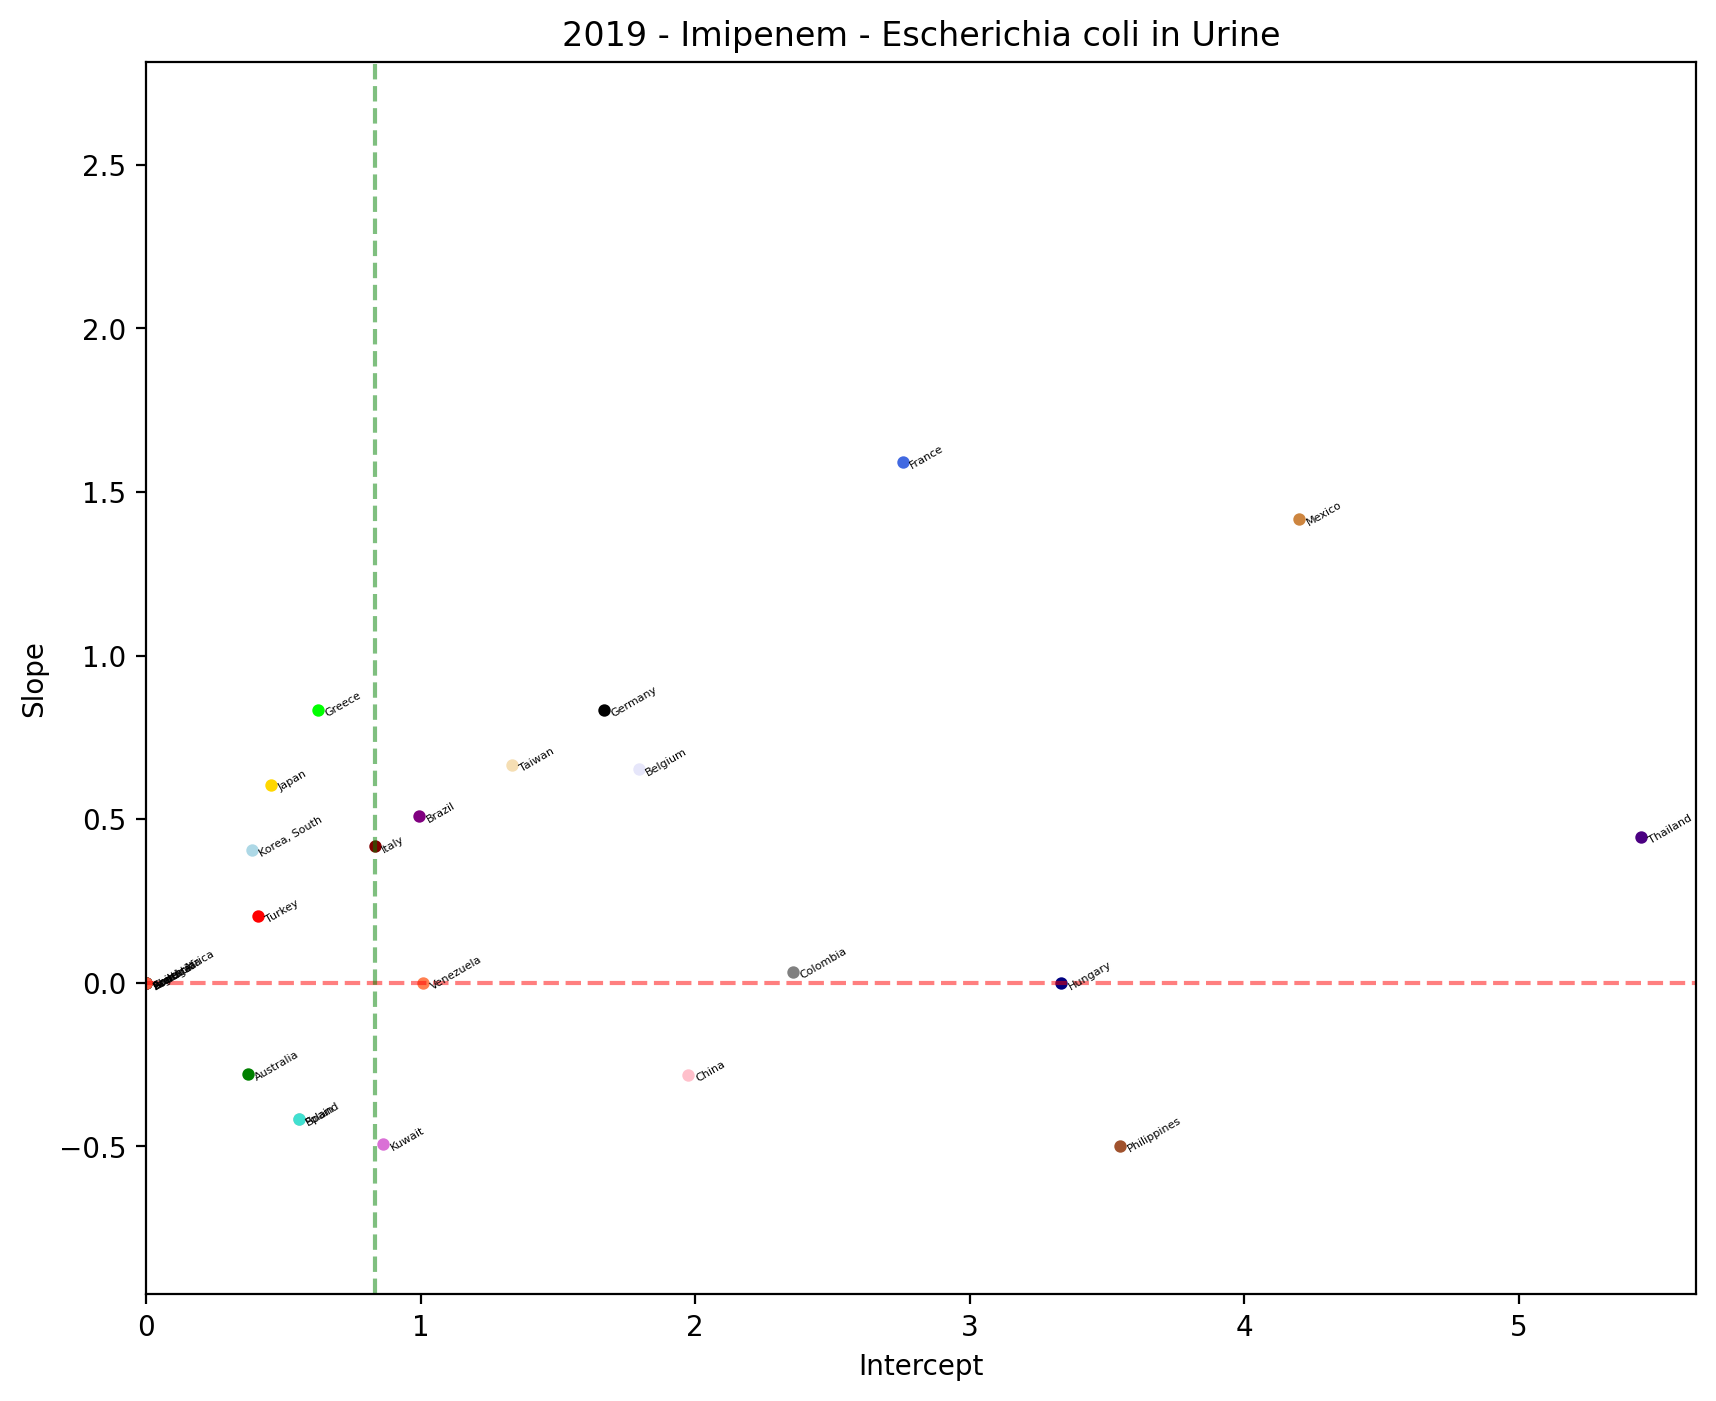 2019 - Imipenem - Escherichia coli in Urine
2.5
2.0
1.5
1.0
0.5
0.0
−0.5
Slope
France
Mexico
Greece
Germany
Taiwan
Belgium
Japan
Brazil
Thailand
Korea, South
Italy
Turkey
Venezuela
Colombia
Hungary
Australia
China
Kuwait
Philippines
0
1
2
3
4
5
Intercept